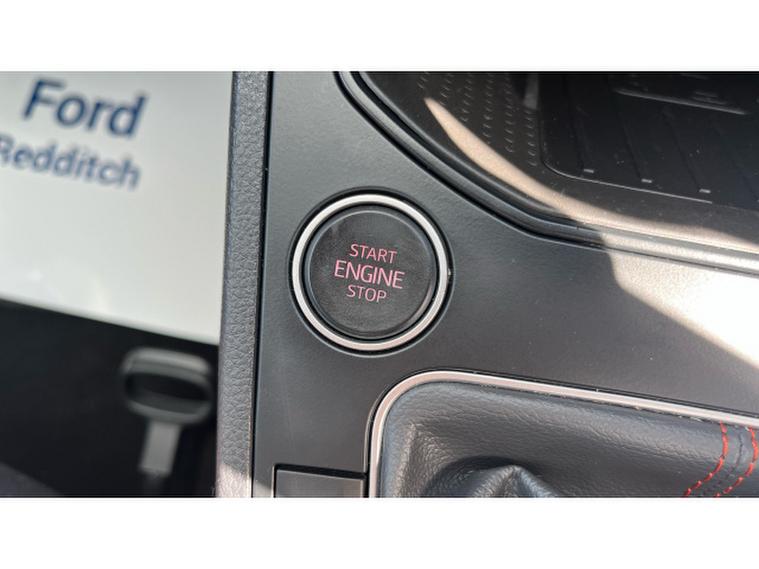 Ford
Redditch
START
ENGINE
STOP